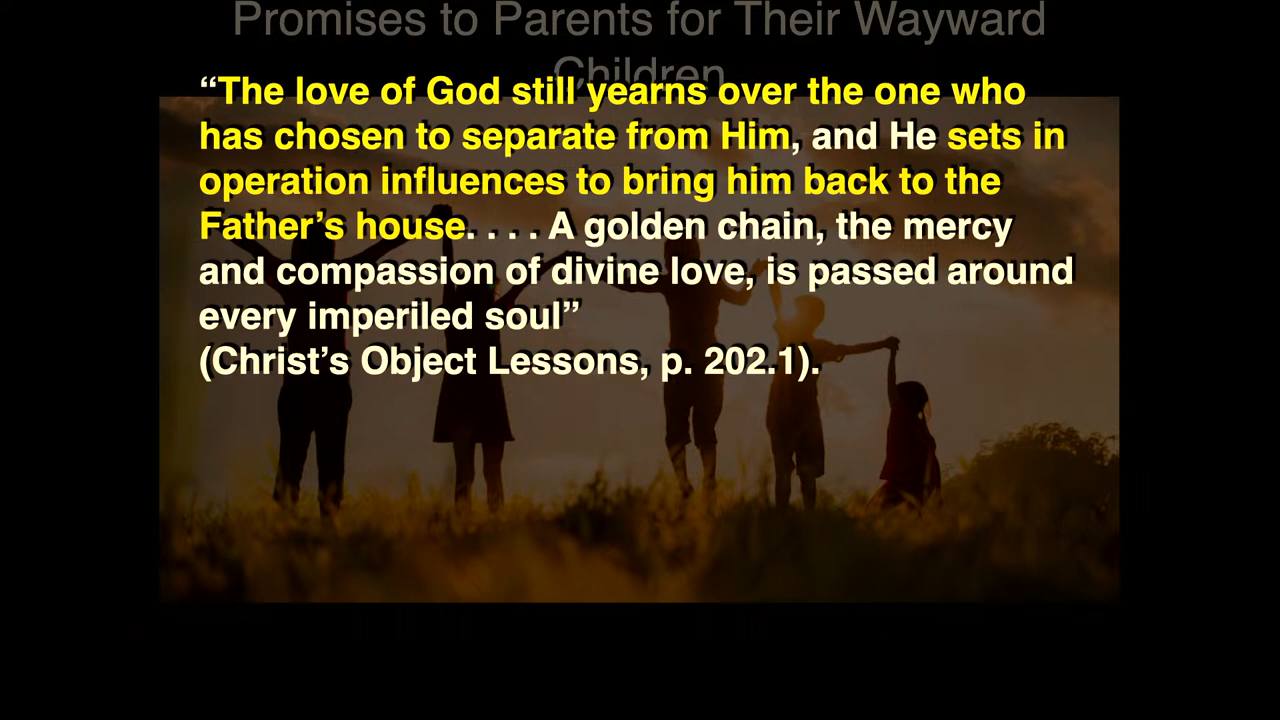 Promises to Parents for Their Wayward
Children
“The love of God still yearns over the one who
has chosen to separate from Him, and He sets in
operation influences to bring him back to the
Father’s house. . . . A golden chain, the mercy
and compassion of divine love, is passed around
every imperiled soul”
(Christ’s Object Lessons, p. 202.1).